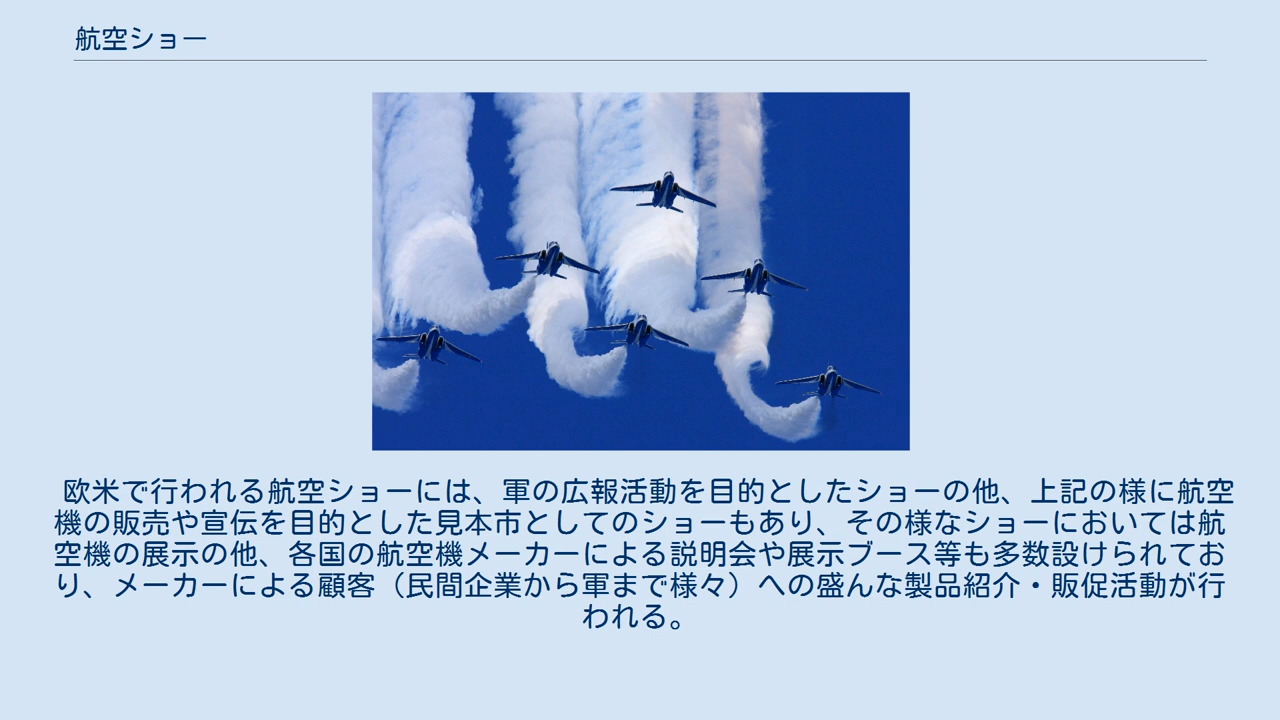 航空ショー
欧米で行われる航空ショーには、軍の広報活動を目的としたショーの他、上記の様に航空
機の販売や宣伝を目的とした見本市としてのショーもあり、その様なショーにおいては航
空機の展示の他、各国の航空機メーカーによる説明会や展示ブース等も多数設けられてお
り、メーカーによる顧客（民間企業から軍まで様々）への盛んな製品紹介・販促活動が行
われる。